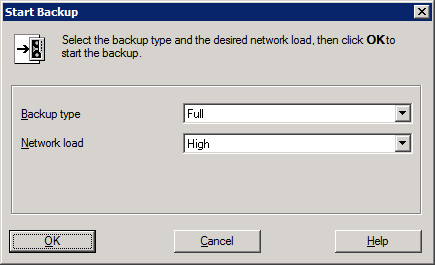 Start Backup
Select the backup type and the desired network load, then click OK to
start the backup.
Backup type
Full
Network load
High
OK
Cancel
Help